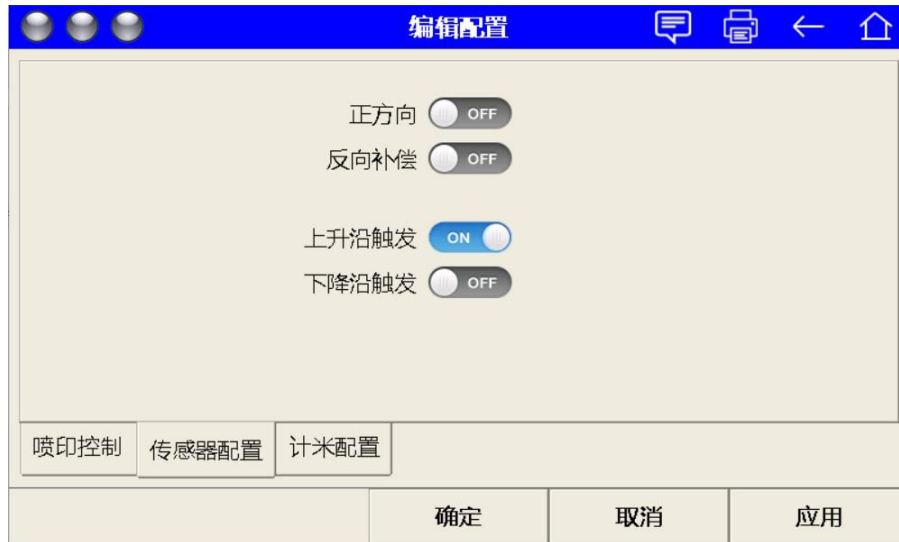 编辑配置
正方向 OFF
反向补偿 OFF
上升沿触发 ON
下降沿触发 OFF
喷印控制 传感器配置 计米配置
确定 取消 应用